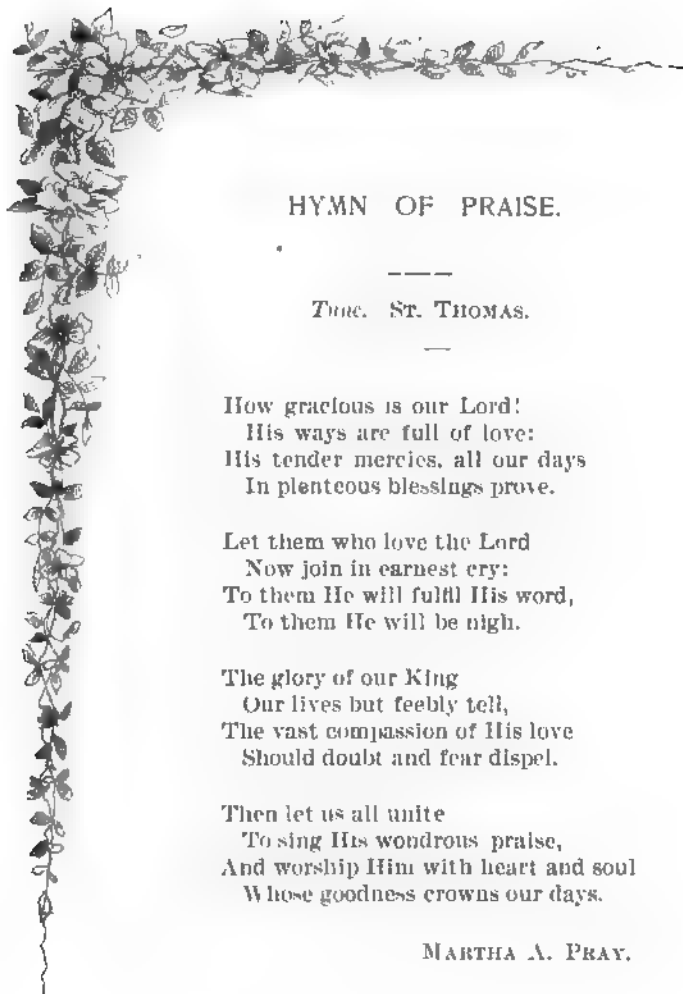 HYMN OF PRAISE.
Tune. ST. THOMAS.
How gracious is our Lord!
His ways are full of love:
His tender mercies, all our days
In plenteous blessings prove.
Let them who love the Lord
Now join in earnest cry:
To them He will fulfil His word,
To them He will be nigh.
The glory of our King
Our lives but feebly tell,
The vast compassion of His love
Should doubt and fear dispel.
Then let us all unite
To sing His wondrous praise,
And worship Him with heart and soul
Whose goodness crowns our days.
MARTHA A. PRAY.